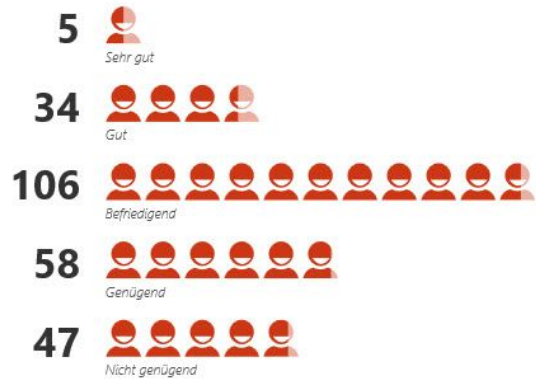 5
Sehr gut
34
Gut
106
Befriedigend
58
Genügend
47
Nicht genügend